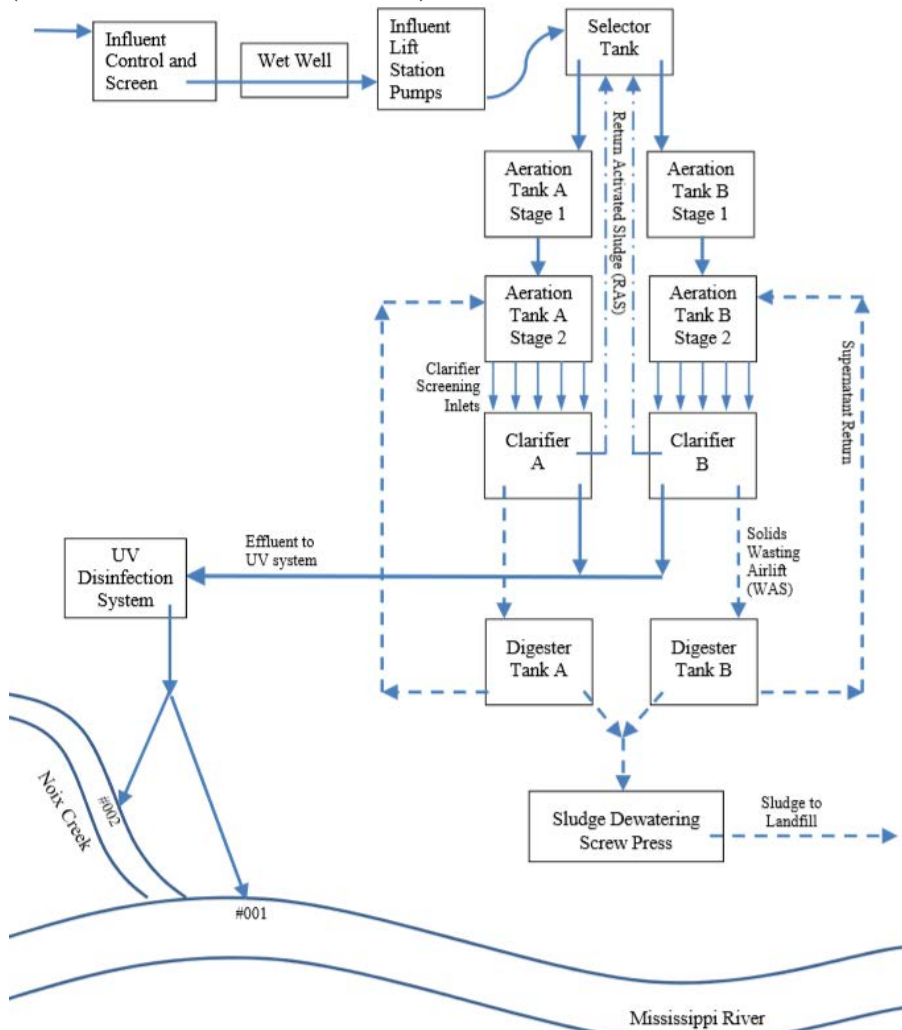 Influent
Control and
Screen
Wet Well
Influent
Lift
Station
Pumps
Selector
Tank
Return Activated Sludge (RAS)
Aeration
Tank A
Stage 1
Aeration
Tank B
Stage 1
Aeration
Tank A
Stage 2
Aeration
Tank B
Stage 2
Clarifier
Screening
Inlets
Supernatant Return
Clarifier
A
Clarifier
B
Effluent to
UV system
Solids
Wasting
Airlift
(WAS)
UV
Disinfection
System
Digester
Tank A
Digester
Tank B
Noix Creek
#002
Sludge Dewatering
Screw Press
Sludge to
Landfill
#001
Mississippi River